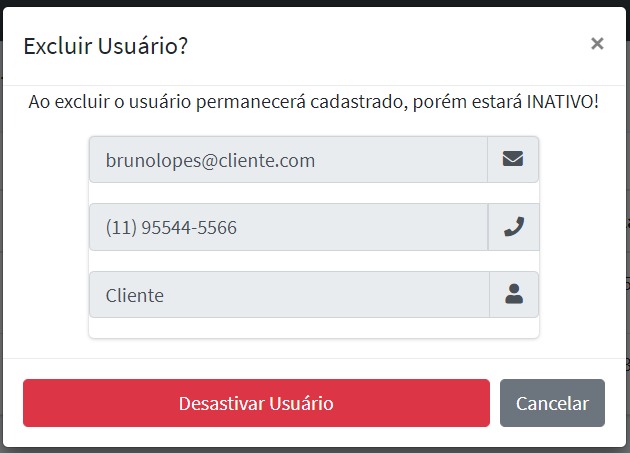 Excluir Usuário?
×
Ao excluir o usuário permanecerá cadastrado, porém estará INATIVO!
brunolopes@cliente.com
(11) 95544-5566
Cliente
Desastivar Usuário
Cancelar